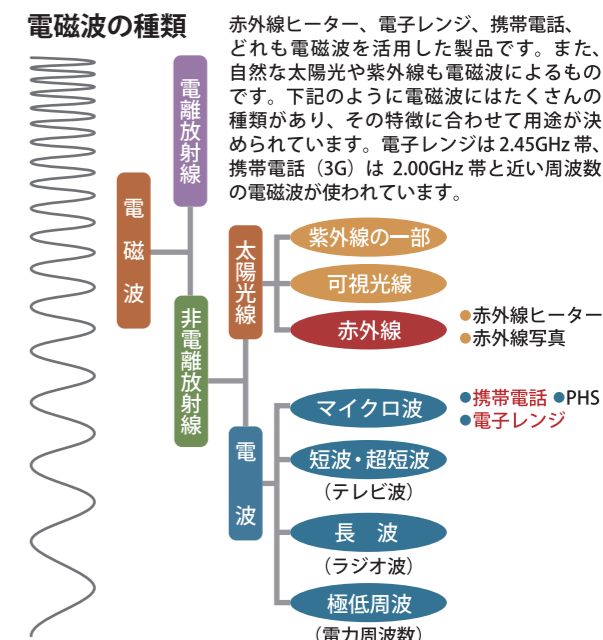 電磁波の種類
赤外線ヒーター、電子レンジ、携帯電話、
どれも電磁波を活用した製品です。また、
自然な太陽光や紫外線も電磁波によるもの
です。下記のように電磁波にはたくさんの
種類があり、その特徴に合わせて用途が決
められています。電子レンジは 2.45GHz 帯、
携帯電話（3G）は 2.00GHz 帯と近い周波数
の電磁波が使われています。
電磁波
電離放射線
非電離放射線
太陽光線
紫外線の一部
可視光線
赤外線
●赤外線ヒーター
●赤外線写真
電波
マイクロ波
●携帯電話 ●PHS
●電子レンジ
短波・超短波
（テレビ波）
長　波
（ラジオ波）
極低周波
（電力周波数）